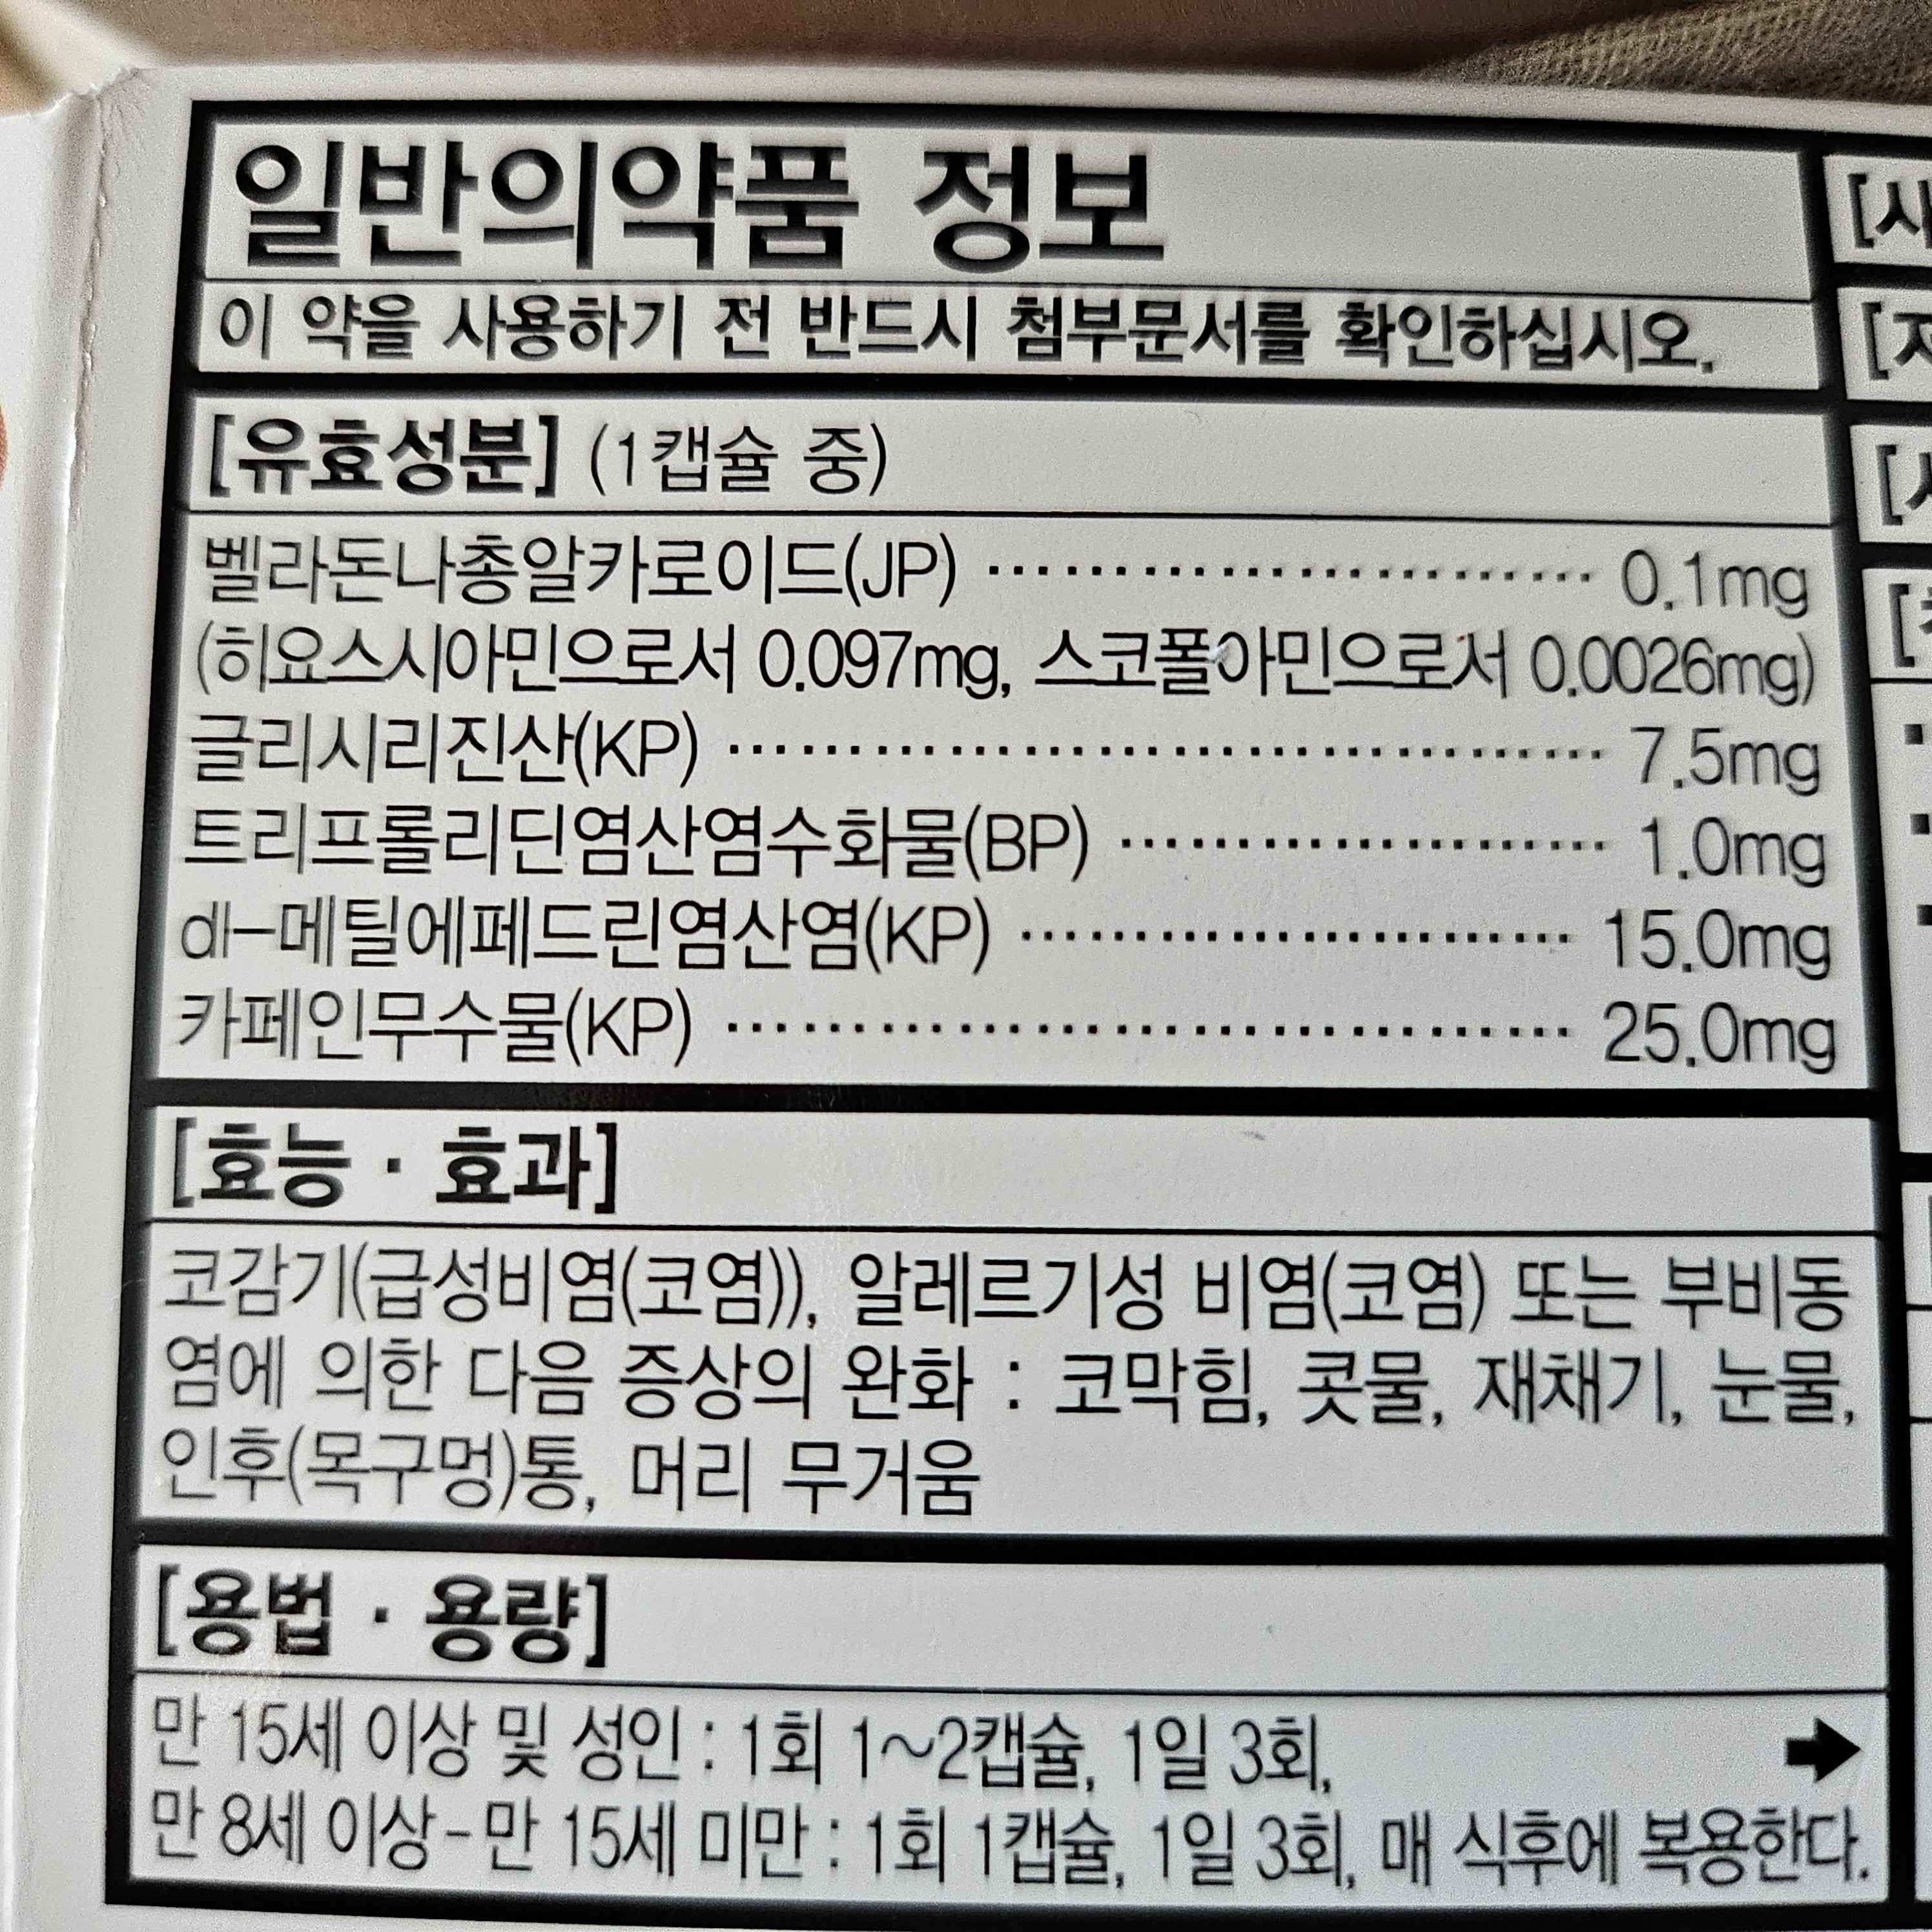 일반의약품 정보
이 약을 사용하기 전 반드시 첨부문서를 확인하십시오.
[유효성분] (1캡슐 중)
벨라돈나총알카로이드(JP) ························ 0.1mg
(히요스시아민으로서 0.097mg, 스코폴아민으로서 0.0026mg)
글리시리진산(KP) ··································· 7.5mg
트리프롤리딘염산염수화물(BP) ···················· 1.0mg
dl-메틸에페드린염산염(KP) ······················ 15.0mg
카페인무수물(KP) ·································· 25.0mg
[효능 · 효과]
코감기(급성비염(코염)), 알레르기성 비염(코염) 또는 부비동
염에 의한 다음 증상의 완화 : 코막힘, 콧물, 재채기, 눈물,
인후(목구멍)통, 머리 무거움
[용법 · 용량]
만 15세 이상 및 성인 : 1회 1~2캡슐, 1일 3회,
만 8세 이상-만 15세 미만 : 1회 1캡슐, 1일 3회, 매 식후에 복용한다.